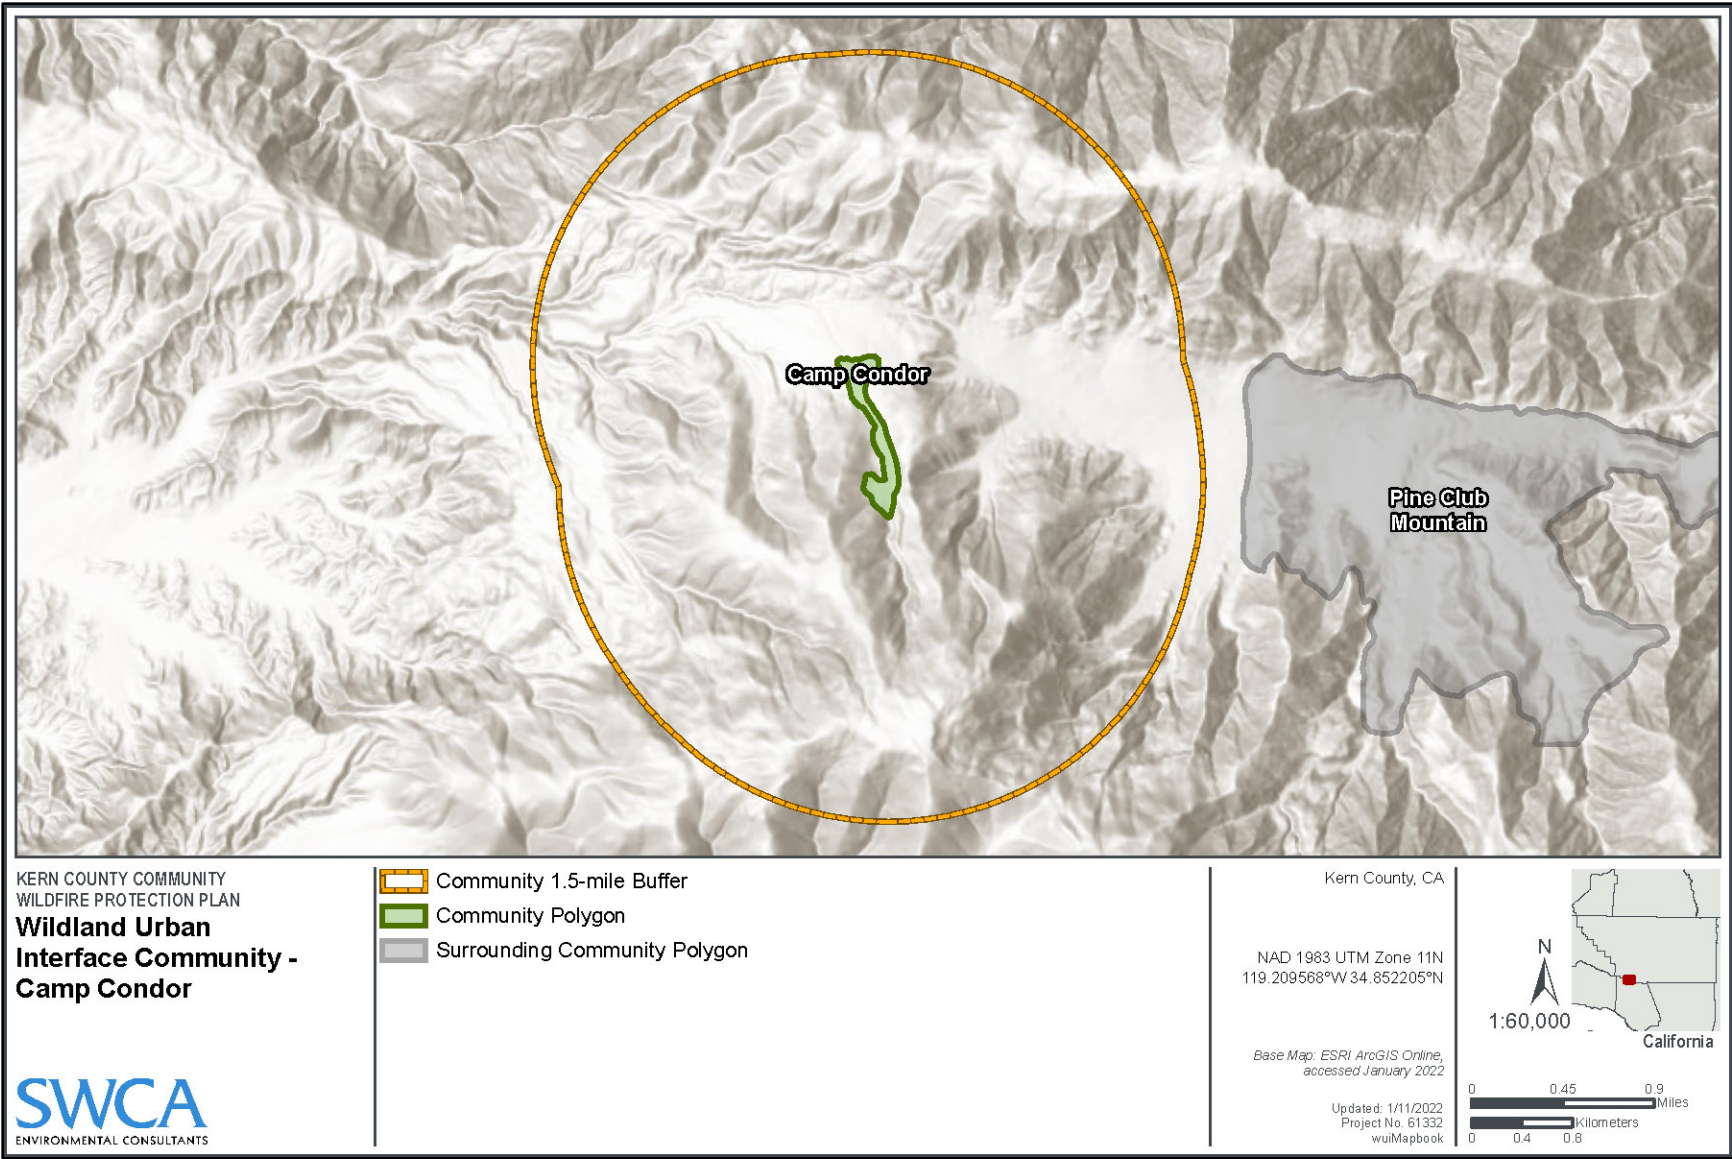 Camp Condor
Pine Club
Mountain
KERN COUNTY COMMUNITY
WILDFIRE PROTECTION PLAN
Wildland Urban
Interface Community -
Camp Condor
SWCA
ENVIRONMENTAL CONSULTANTS
Community 1.5-mile Buffer
Community Polygon
Surrounding Community Polygon
Kern County, CA
NAD 1983 UTM Zone 11N
119.209568°W 34.852205°N
Base Map: ESRI ArcGIS Online,
accessed January 2022
Updated: 1/11/2022
Project No. 61332
wuiMapbook
N
1:60,000
California
0 0.45 0.9
Miles
Kilometers
0 0.4 0.8